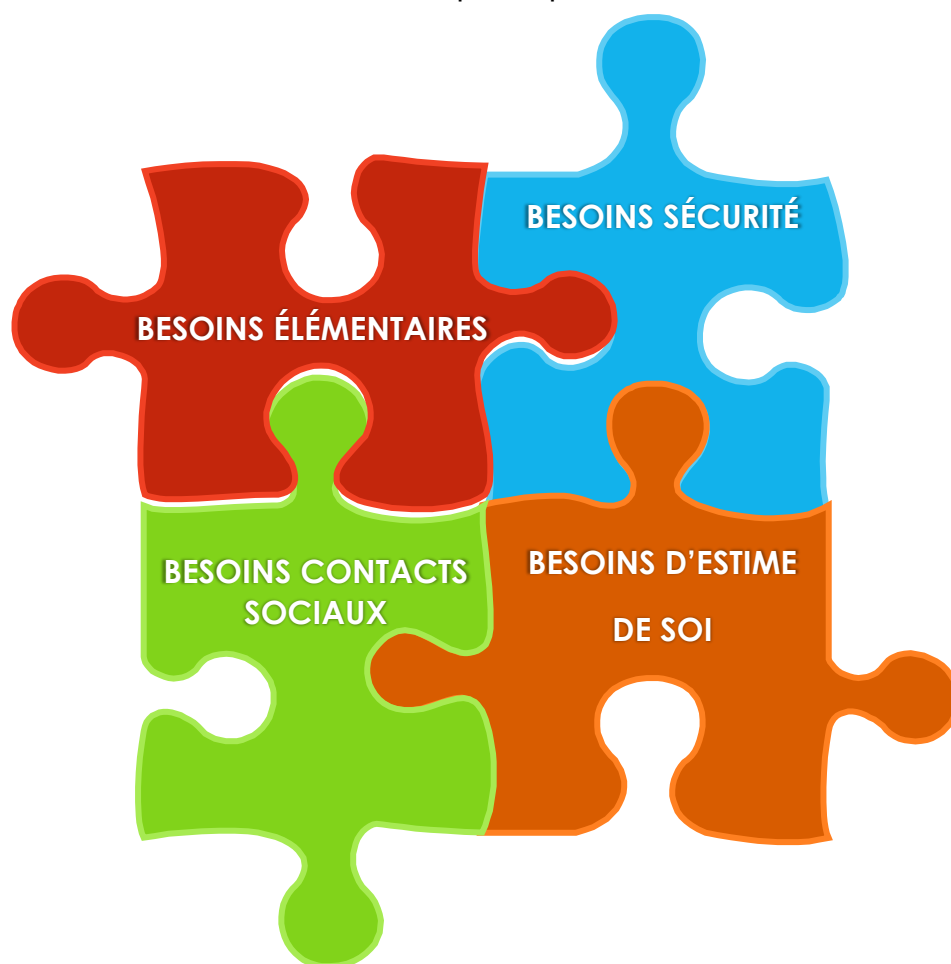 BESOINS SÉCURITÉ
BESOINS ÉLÉMENTAIRES
BESOINS CONTACTS
SOCIAUX
BESOINS D’ESTIME
DE SOI